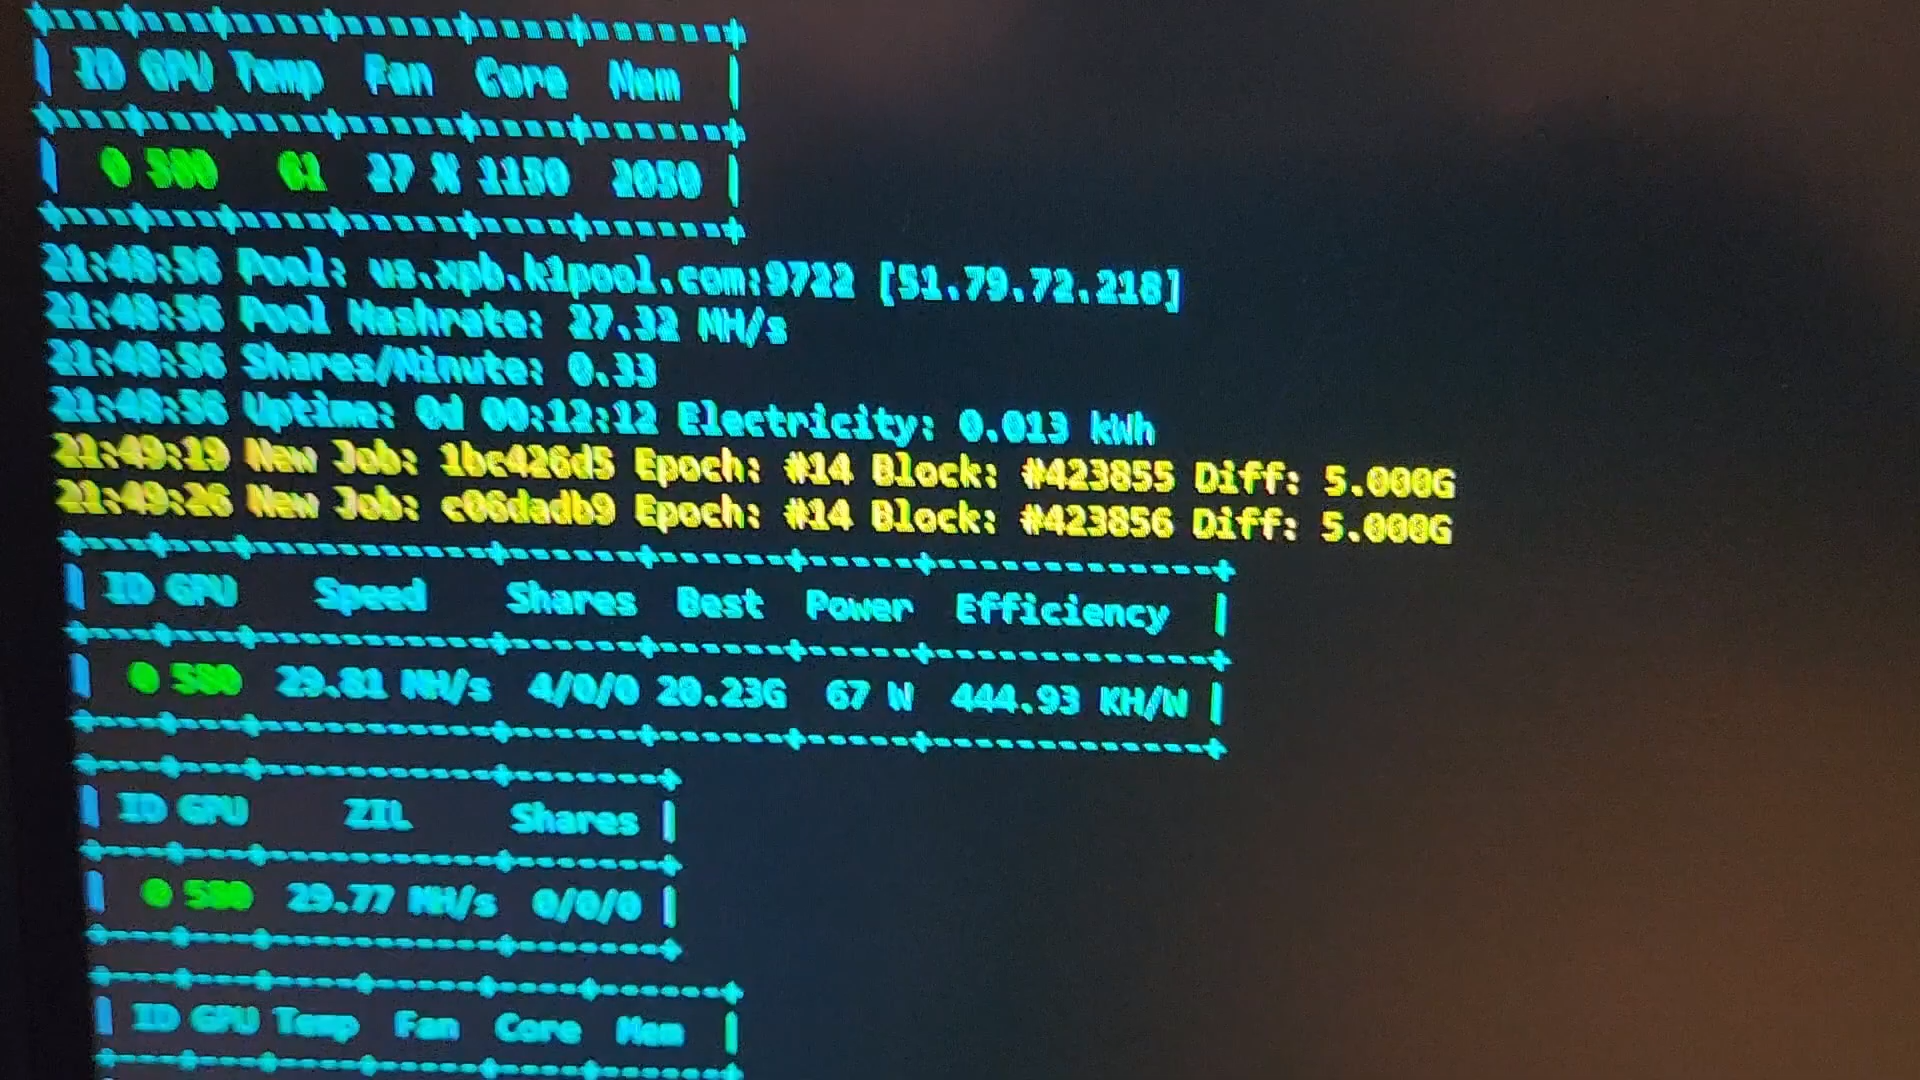 ID GPU Temp Fan Core Mem
0 580 61 27 % 1150 2050
21:48:56 Pool: us.xpb.k1pool.com:9722 [51.79.72.218]
21:48:56 Pool Hashrate: 27.32 MH/s
21:48:56 Shares/Minute: 0.33
21:48:56 Uptime: 0d 00:12:12 Electricity: 0.013 kWh
21:49:19 New Job: 1bc426d5 Epoch: #14 Block: #423855 Diff: 5.000G
21:49:26 New Job: c06dadb9 Epoch: #14 Block: #423856 Diff: 5.000G
ID GPU Speed Shares Best Power Efficiency
0 580 29.81 MH/s 4/0/0 20.23G 67 W 444.93 KH/W
ID GPU ZIL Shares
0 580 29.77 MH/s 0/0/0
ID GPU Temp Fan Core Mem